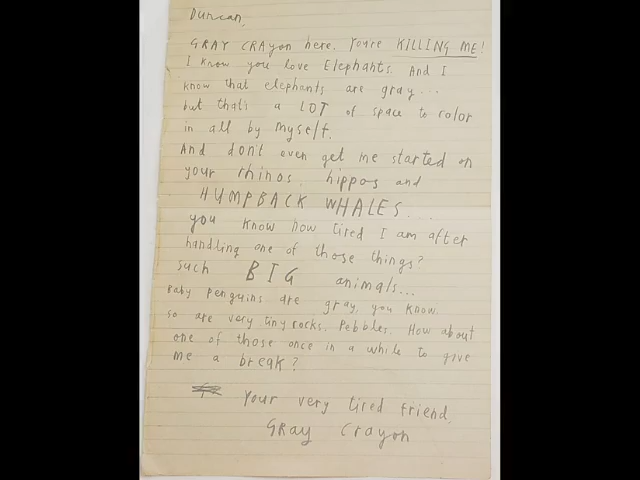 Duncan,
GRAY CRAyon here. You're KILLING ME!
I know you love Elephants. And I
know that elephants are gray...
but that's a LOT of space to color
in all by myself.
And don't even get me started on
your rhinos, hippos and
HUMPBACK WHALES...
you know how tired I am after
handling one of those things?
such BIG animals...
Baby penguins are gray, you know.
so are very tiny rocks. Pebbles. How about
one of those once in a while to give
me a break?
Your very tired friend,
Gray Crayon